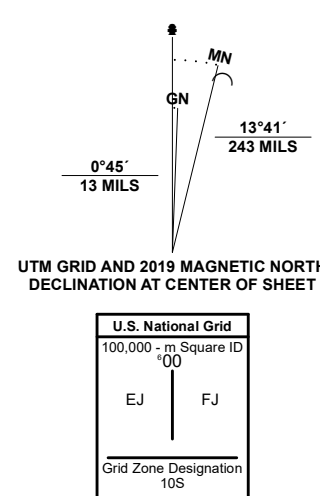 MN
GN
13°41´
243 MILS
0°45´
13 MILS
UTM GRID AND 2019 MAGNETIC NORTH
DECLINATION AT CENTER OF SHEET
U.S. National Grid
100,000 - m Square ID
⁶00
EJ FJ
Grid Zone Designation
10S